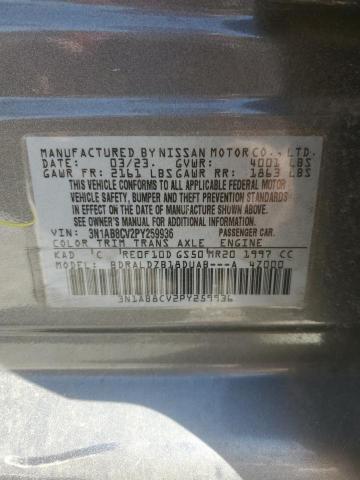 MANUFACTURED BY NISSAN MOTOR CO., LTD.
DATE: 03/23 GVWR: 4001 LBS
GAWR FR: 2161 LBS GAWR RR: 1863 LBS
THIS VEHICLE CONFORMS TO ALL APPLICABLE FEDERAL MOTOR
VEHICLE SAFETY, BUMPER, AND THEFT PREVENTION
STANDARDS IN EFFECT ON THE DATE OF MANUFACTURE SHOWN ABOVE.
SEE OWNER'S MANUAL FOR ADDITIONAL INFORMATION.
VIN: 3N1AB8CV2PY259936 PASSENGER CAR.
COLOR TRIM TRANS AXLE ENGINE
KAD C RE0F10D GS50 MR20 1997 CC
MODEL: BDRALDZB18DUAB---A 4Z000
3N1AB8CV2PY259936